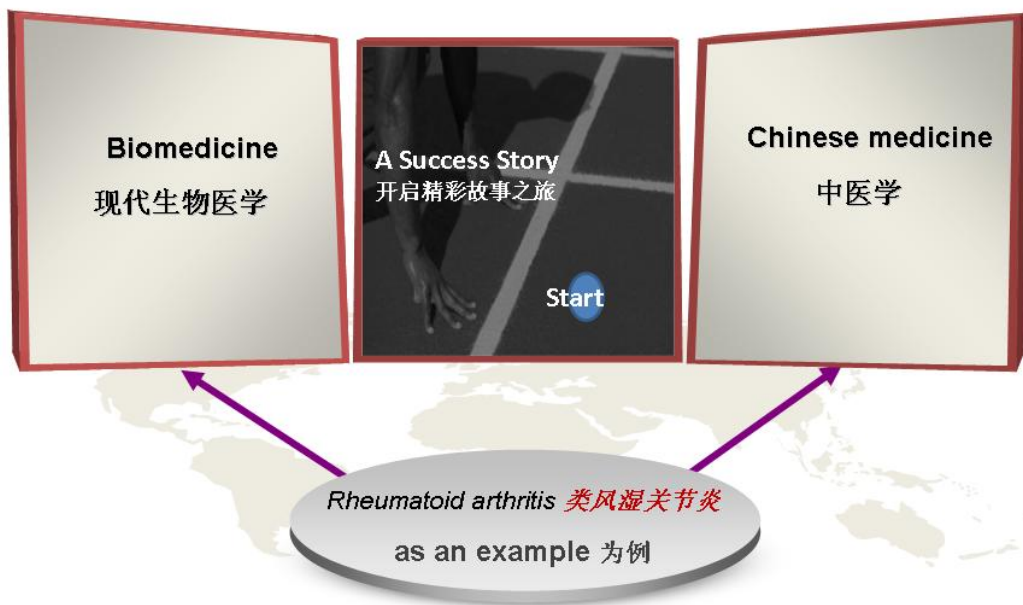 Biomedicine
现代生物医学
A Success Story
开启精彩故事之旅
Start
Chinese medicine
中医学
Rheumatoid arthritis 类风湿关节炎
as an example 为例